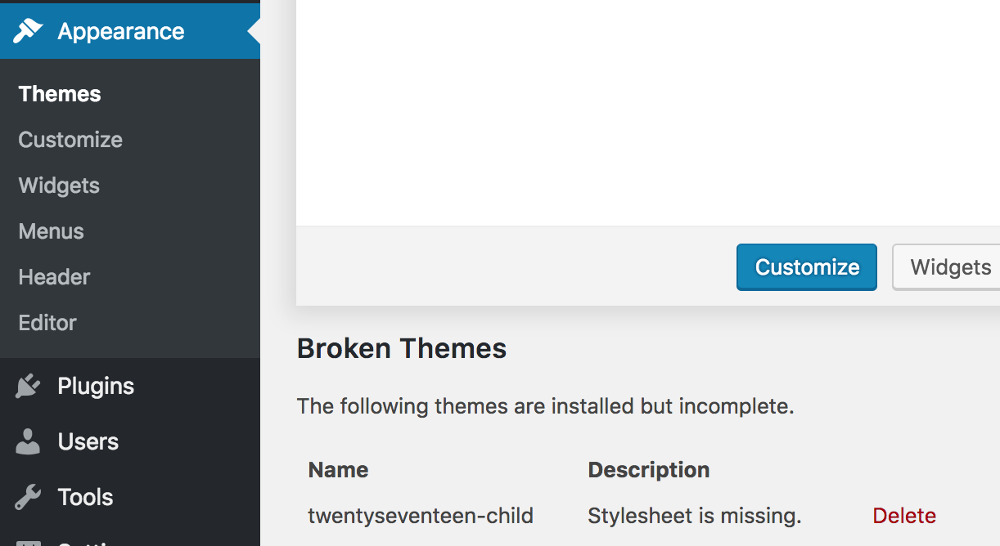 Appearance
Themes
Customize
Widgets
Menus
Header
Editor
Plugins
Users
Tools
Customize
Widgets
Broken Themes
The following themes are installed but incomplete.
Name Description
twentyseventeen-child Stylesheet is missing. Delete